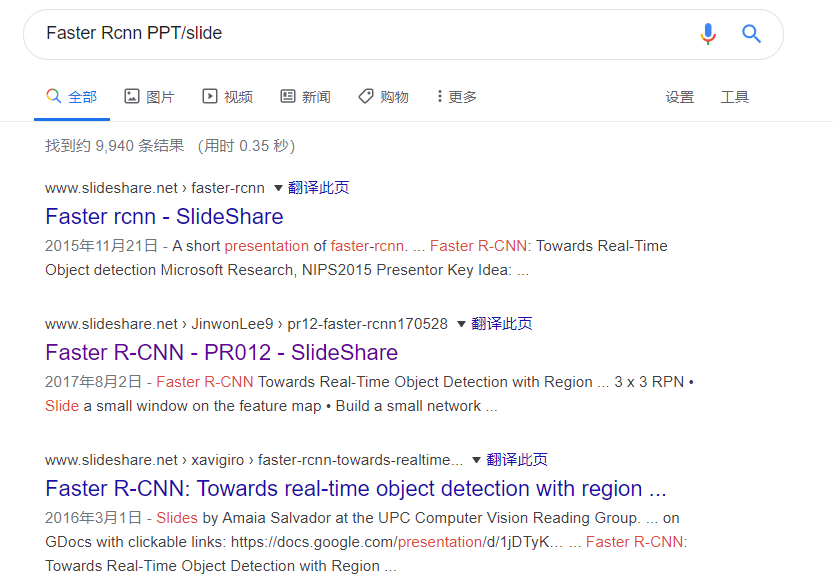 Faster Rcnn PPT/slide
全部 图片 视频 新闻 购物 更多 设置 工具
找到约 9,940 条结果 (用时 0.35 秒)
www.slideshare.net › faster-rcnn ▼ 翻译此页
Faster rcnn - SlideShare
2015年11月21日 - A short presentation of faster-rcnn. ... Faster R-CNN: Towards Real-Time
Object detection Microsoft Research, NIPS2015 Presentor Key Idea: ...
www.slideshare.net › JinwonLee9 › pr12-faster-rcnn170528 ▼ 翻译此页
Faster R-CNN - PR012 - SlideShare
2017年8月2日 - Faster R-CNN Towards Real-Time Object Detection with Region ... 3 x 3 RPN •
Slide a small window on the feature map • Build a small network ...
www.slideshare.net › xavigiro › faster-rcnn-towards-realtime... ▼ 翻译此页
Faster R-CNN: Towards real-time object detection with region ...
2016年3月1日 - Slides by Amaia Salvador at the UPC Computer Vision Reading Group. ... on
GDocs with clickable links: https://docs.google.com/presentation/d/1jDTyK... ... Faster R-CNN:
Towards Real-Time Object Detection with Region ...